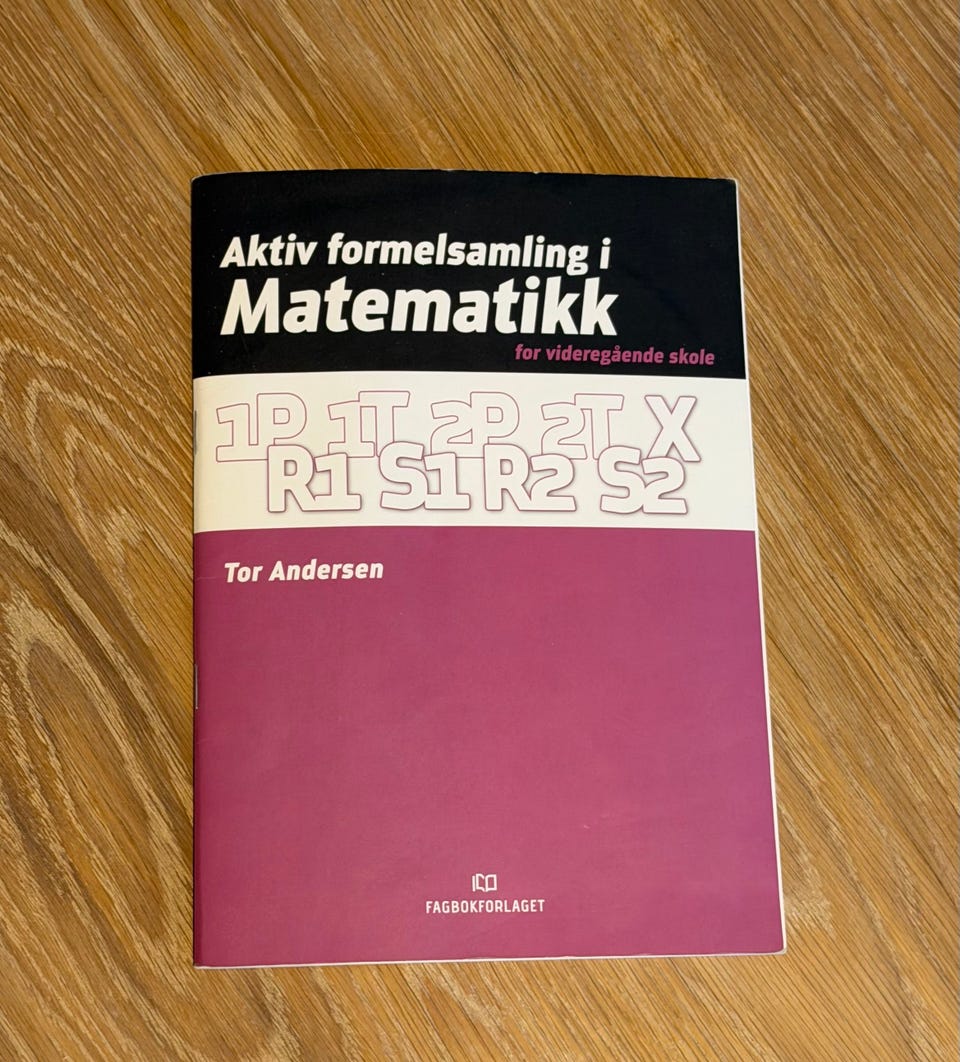 Aktiv formelsamling i
Matematikk
for videregående skole
1P 1T 2P 2T X
R1 S1 R2 S2
Tor Andersen
FAGBOKFORLAGET